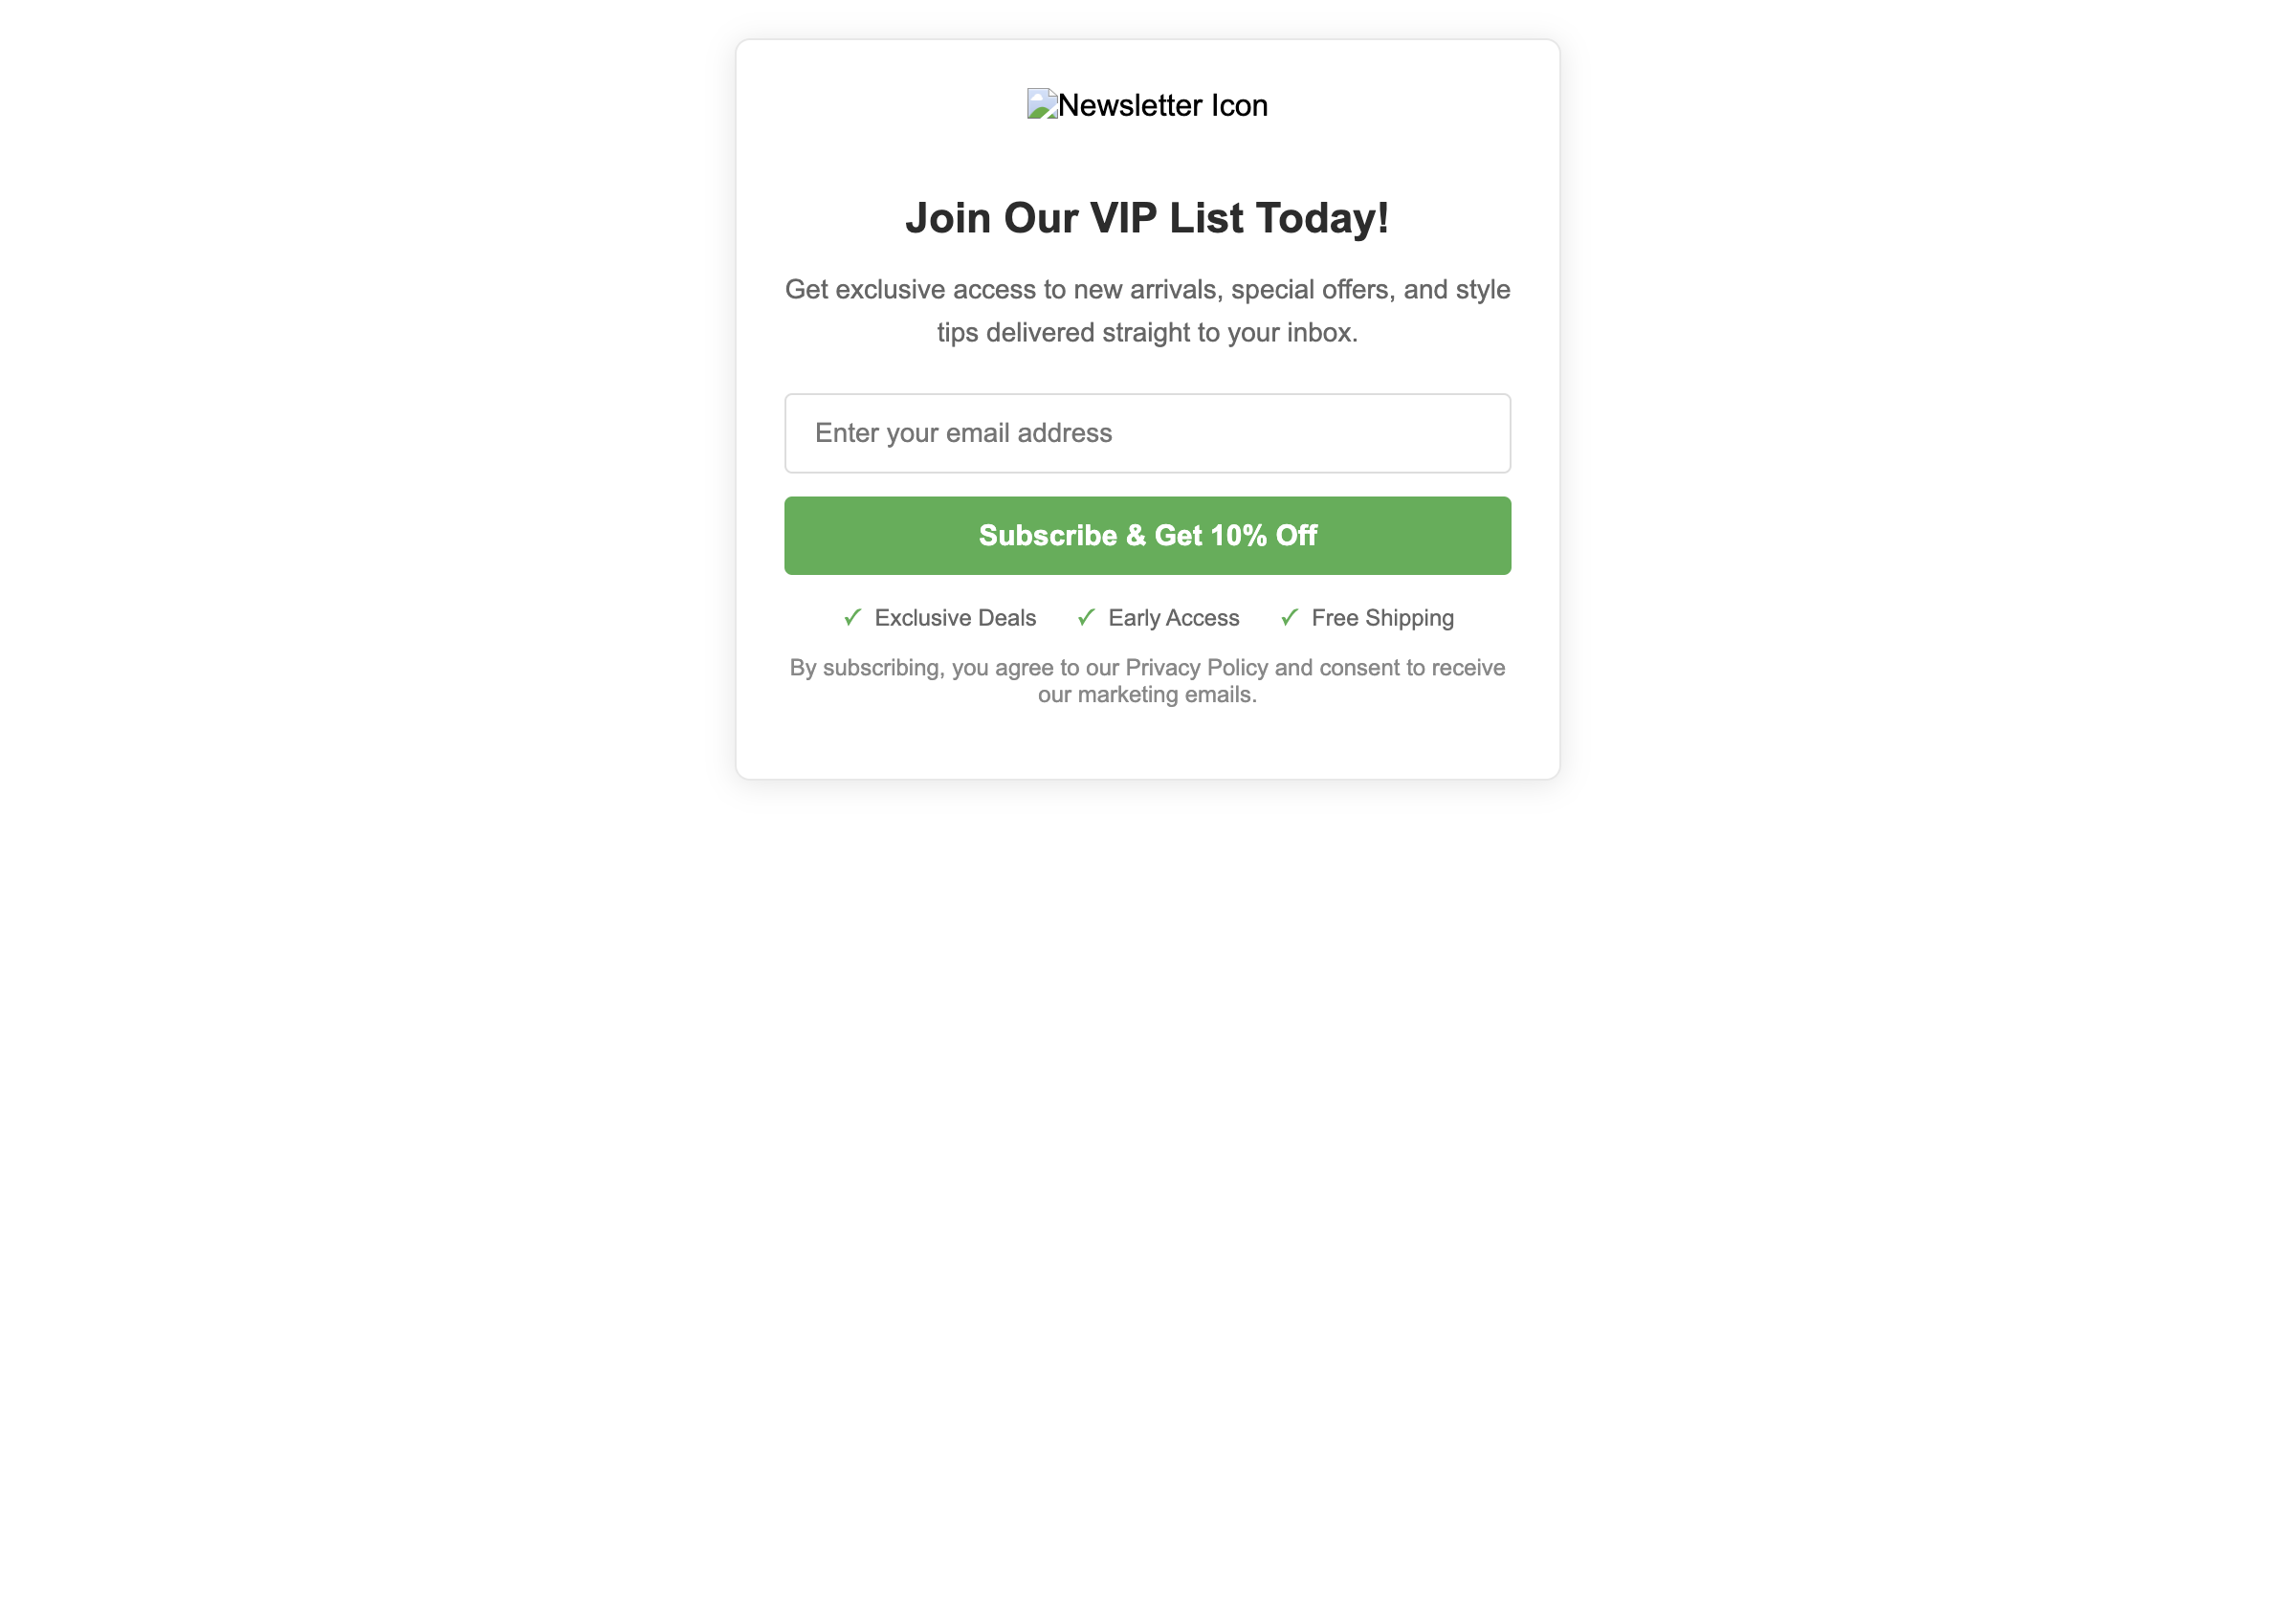 Newsletter Icon
Join Our VIP List Today!
Get exclusive access to new arrivals, special offers, and style
tips delivered straight to your inbox.
Enter your email address
Subscribe & Get 10% Off
✓ Exclusive Deals ✓ Early Access ✓ Free Shipping
By subscribing, you agree to our Privacy Policy and consent to receive
our marketing emails.